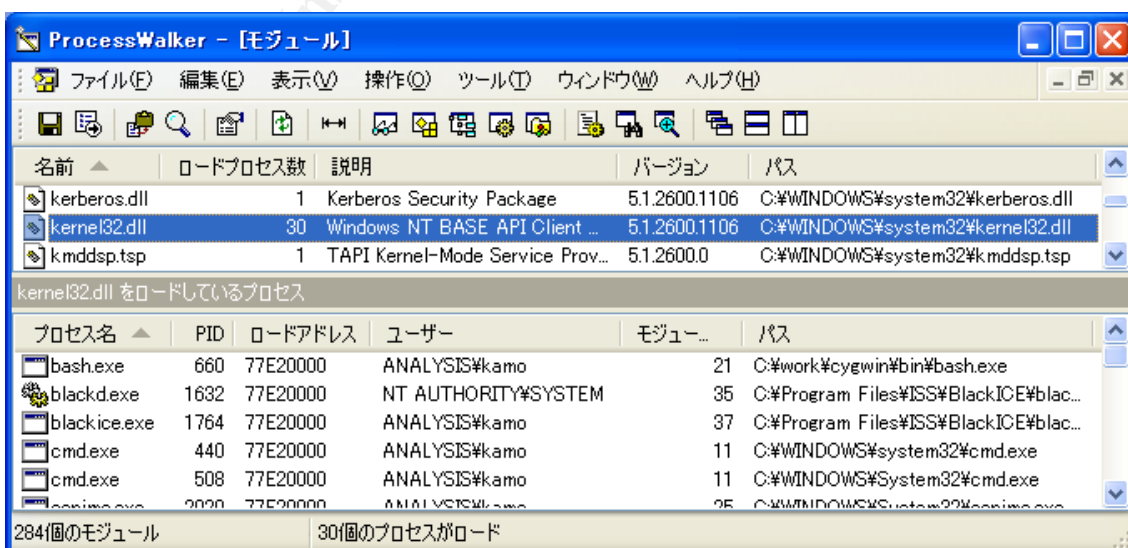 ProcessWalker - [モジュール]
ファイル(F) 編集(E) 表示(V) 操作(O) ツール(T) ウィンドウ(W) ヘルプ(H)
名前 ロードプロセス数 説明 バージョン パス
kerberos.dll 1 Kerberos Security Package 5.1.2600.1106 C:¥WINDOWS¥system32¥kerberos.dll
kernel32.dll 30 Windows NT BASE API Client ... 5.1.2600.1106 C:¥WINDOWS¥system32¥kernel32.dll
kmddsp.tsp 1 TAPI Kernel-Mode Service Prov... 5.1.2600.0 C:¥WINDOWS¥system32¥kmddsp.tsp
kernel32.dll をロードしているプロセス
プロセス名 PID ロードアドレス ユーザー モジュー... パス
bash.exe 660 77E20000 ANALYSIS¥kamo 21 C:¥work¥cygwin¥bin¥bash.exe
blackd.exe 1632 77E20000 NT AUTHORITY¥SYSTEM 35 C:¥Program Files¥ISS¥BlackICE¥blac...
blackice.exe 1764 77E20000 ANALYSIS¥kamo 37 C:¥Program Files¥ISS¥BlackICE¥blac...
cmd.exe 440 77E20000 ANALYSIS¥kamo 11 C:¥WINDOWS¥system32¥cmd.exe
cmd.exe 508 77E20000 ANALYSIS¥kamo 11 C:¥WINDOWS¥System32¥cmd.exe
77E20000 ANALYSIS¥kamo 25
284個のモジュール 30個のプロセスがロード